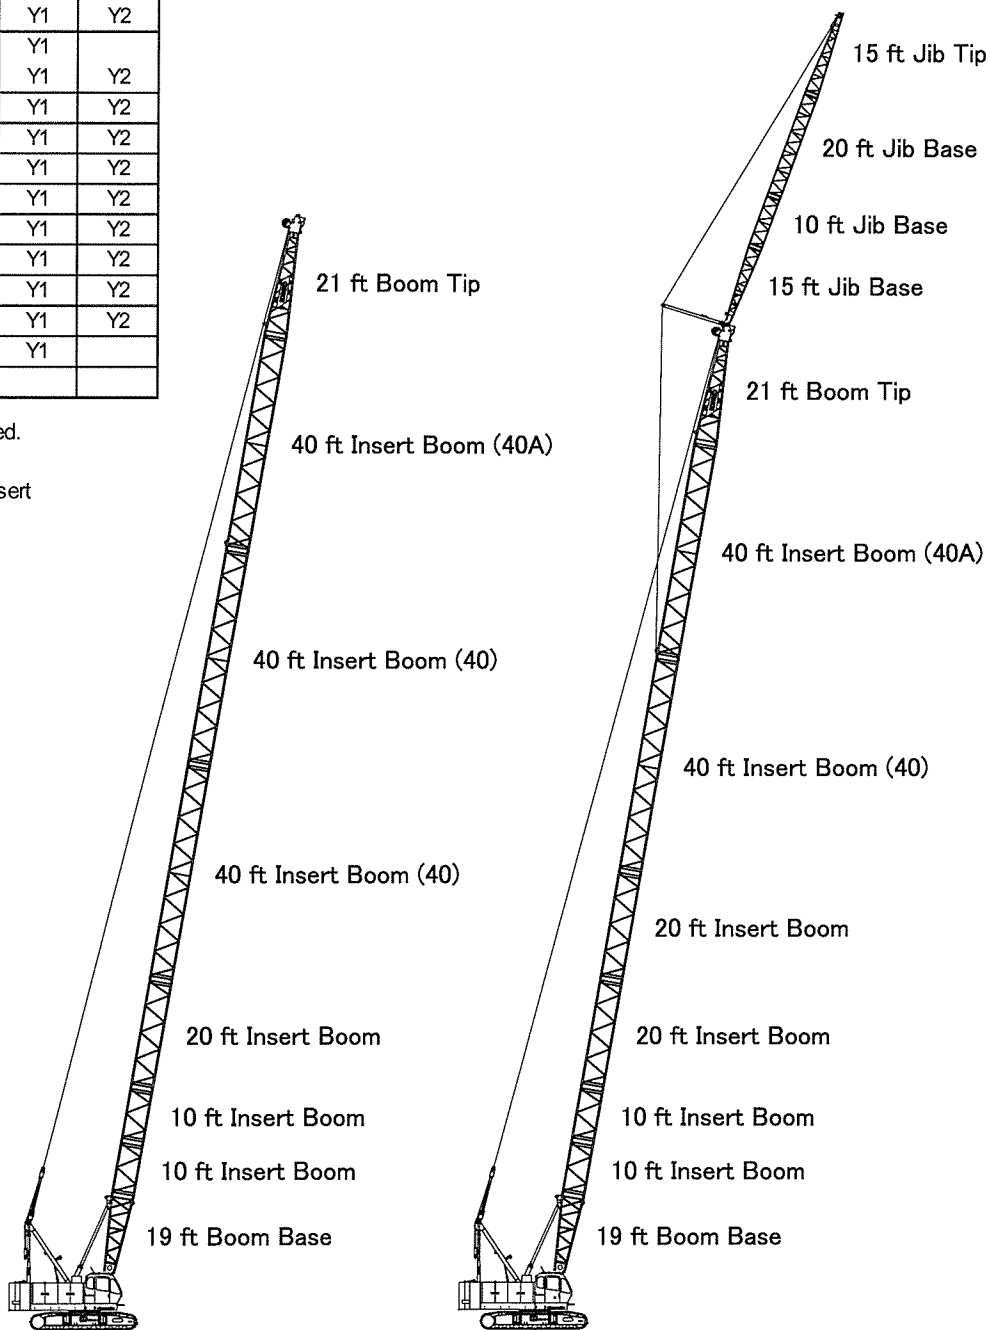 Y1 Y2
Y1
Y1 Y2
Y1 Y2
Y1 Y2
Y1 Y2
Y1 Y2
Y1 Y2
Y1 Y2
Y1 Y2
Y1 Y2
Y1
ed.
sert
21 ft Boom Tip
40 ft Insert Boom (40A)
40 ft Insert Boom (40)
40 ft Insert Boom (40)
20 ft Insert Boom
10 ft Insert Boom
10 ft Insert Boom
19 ft Boom Base
15 ft Jib Tip
20 ft Jib Base
10 ft Jib Base
15 ft Jib Base
21 ft Boom Tip
40 ft Insert Boom (40A)
40 ft Insert Boom (40)
20 ft Insert Boom
20 ft Insert Boom
10 ft Insert Boom
10 ft Insert Boom
19 ft Boom Base